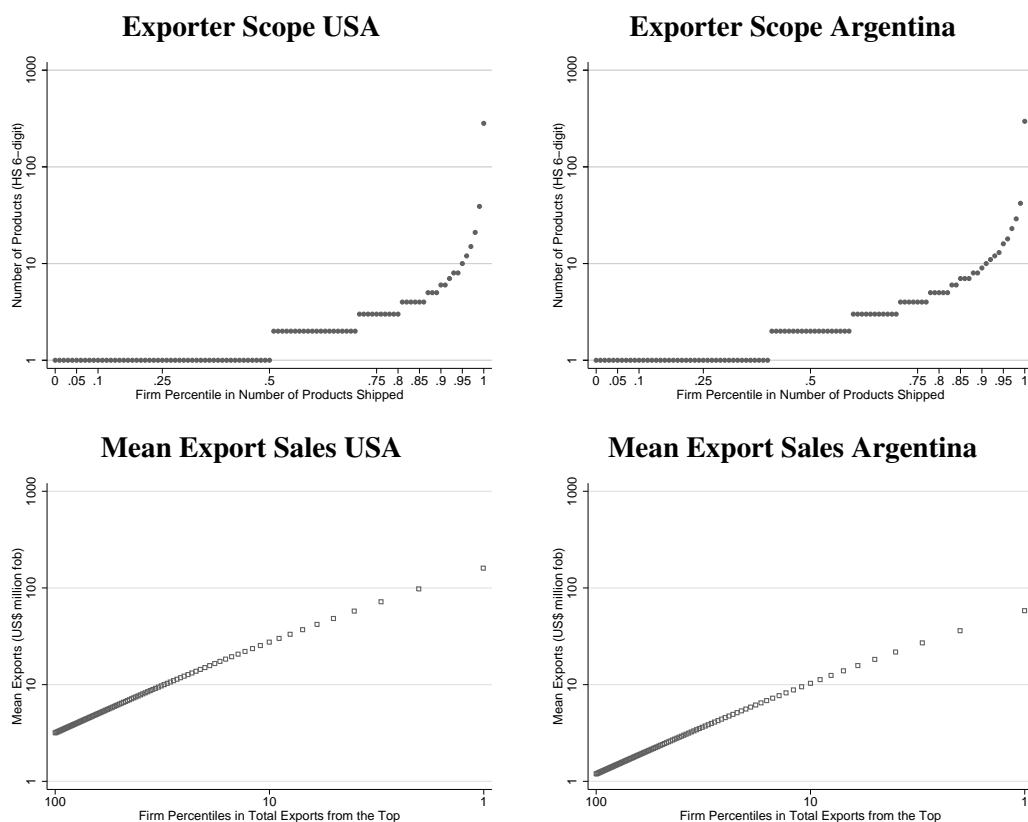 Exporter Scope USA
Number of Products (HS 6−digit)
1000
100
10
1
0 .05 .1 .25 .5 .75 .8 .85 .9 .95 1
Firm Percentile in Number of Products Shipped
Exporter Scope Argentina
Number of Products (HS 6−digit)
1000
100
10
1
0 .05 .1 .25 .5 .75 .8 .85 .9 .95 1
Firm Percentile in Number of Products Shipped
Mean Export Sales USA
Mean Exports (US$ million fob)
1000
100
10
1
100 10 1
Firm Percentiles in Total Exports from the Top
Mean Export Sales Argentina
Mean Exports (US$ million fob)
1000
100
10
1
100 10 1
Firm Percentiles in Total Exports from the Top